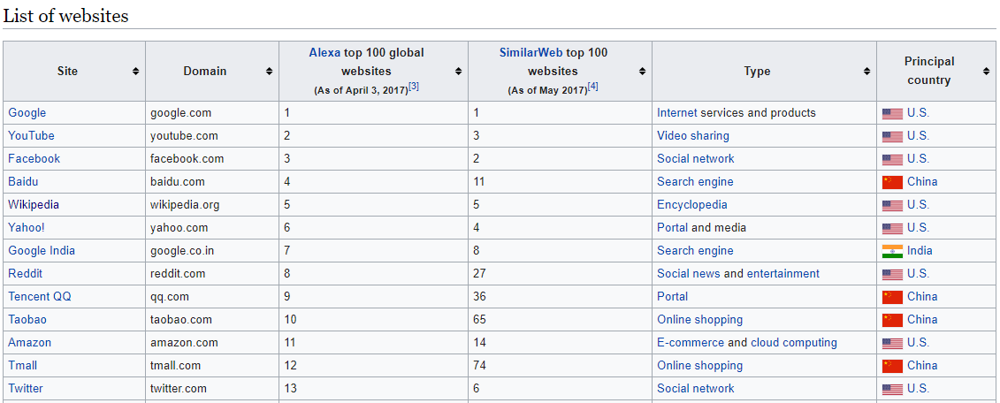 List of websites
Site Domain Alexa top 100 global websites (As of April 3, 2017)[3] SimilarWeb top 100 websites (As of May 2017)[4] Type Principal country
Google google.com 1 1 Internet services and products U.S.
YouTube youtube.com 2 3 Video sharing U.S.
Facebook facebook.com 3 2 Social network U.S.
Baidu baidu.com 4 11 Search engine China
Wikipedia wikipedia.org 5 5 Encyclopedia U.S.
Yahoo! yahoo.com 6 4 Portal and media U.S.
Google India google.co.in 7 8 Search engine India
Reddit reddit.com 8 27 Social news and entertainment U.S.
Tencent QQ qq.com 9 36 Portal China
Taobao taobao.com 10 65 Online shopping China
Amazon amazon.com 11 14 E-commerce and cloud computing U.S.
Tmall tmall.com 12 74 Online shopping China
Twitter twitter.com 13 6 Social network U.S.